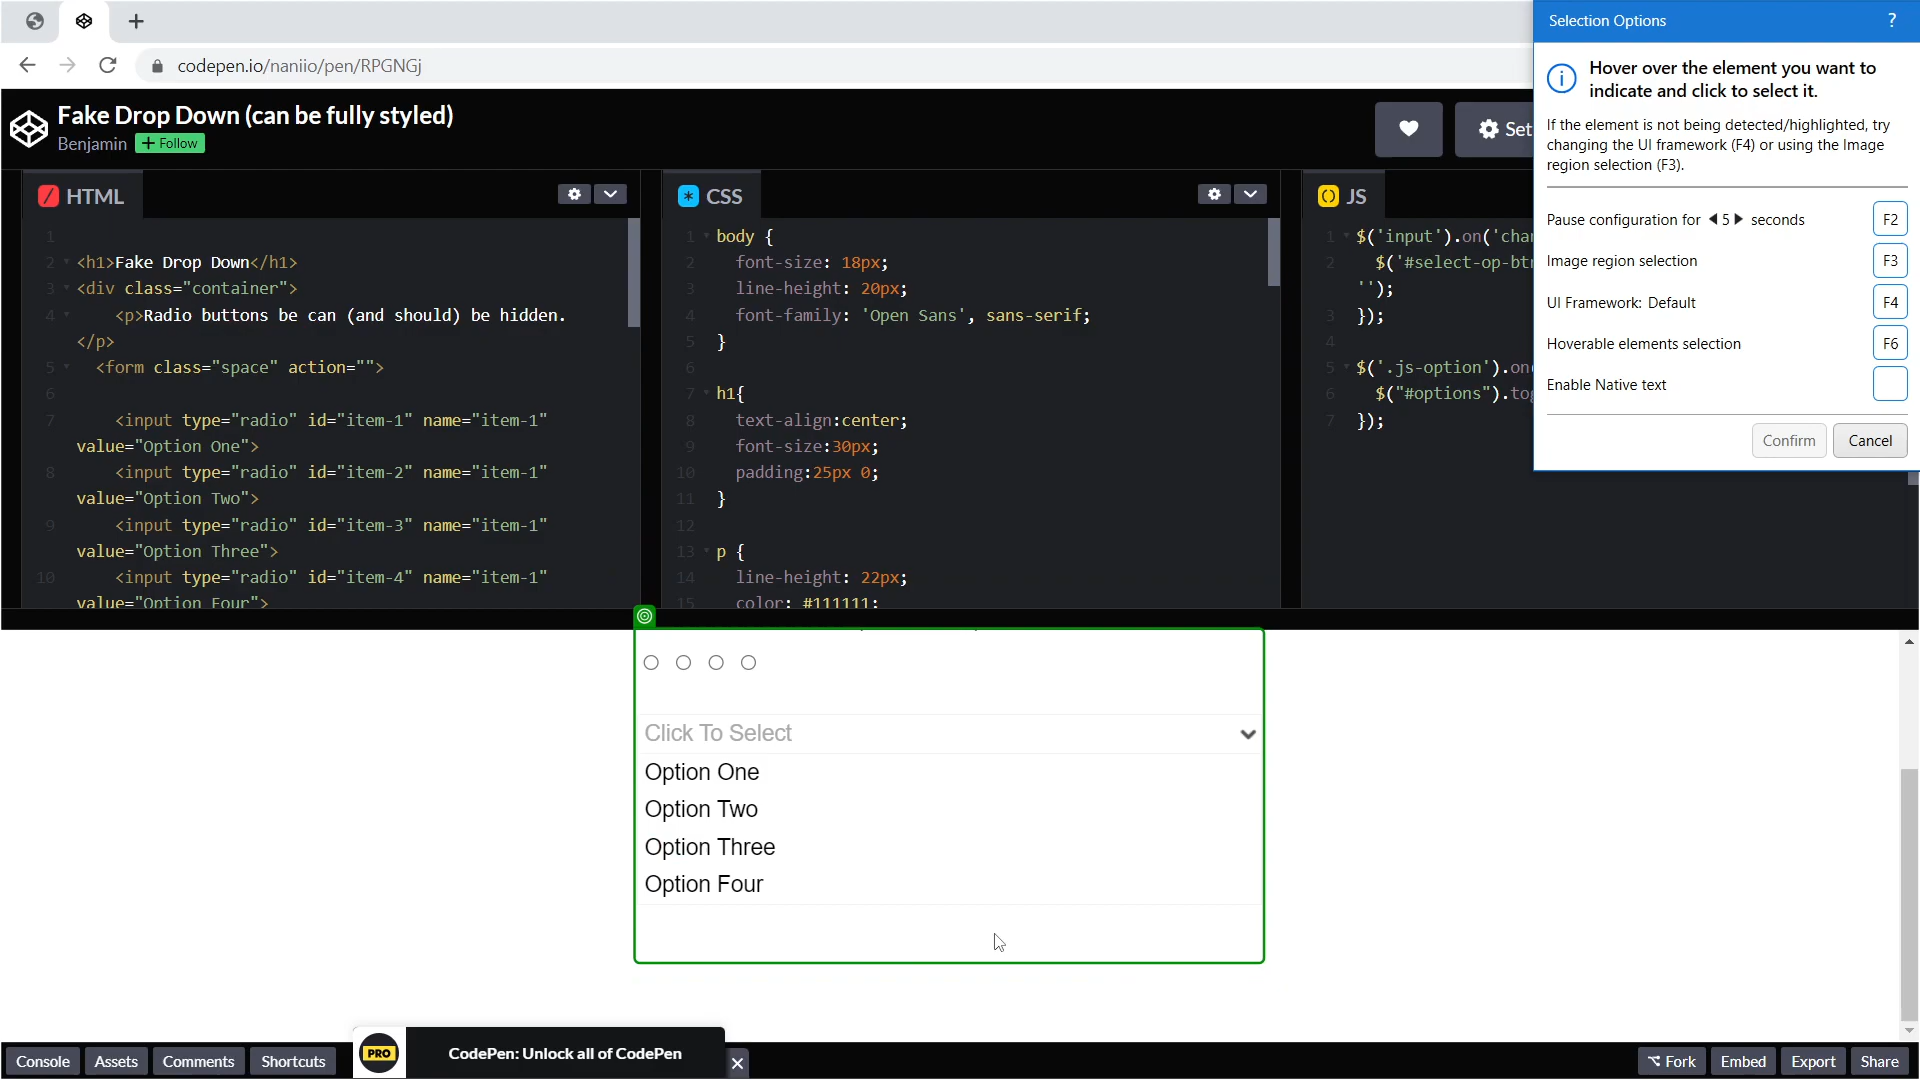 codepen.io/naniio/pen/RPGNGj
Fake Drop Down (can be fully styled)
Benjamin + Follow
Set
HTML
1
2 <h1>Fake Drop Down</h1>
3 <div class="container">
4 <p>Radio buttons be can (and should) be hidden.
</p>
5 <form class="space" action="">
6
7 <input type="radio" id="item-1" name="item-1"
value="Option One">
8 <input type="radio" id="item-2" name="item-1"
value="Option Two">
9 <input type="radio" id="item-3" name="item-1"
value="Option Three">
10 <input type="radio" id="item-4" name="item-1"
value="Option Four">
* CSS
1 body {
2 font-size: 18px;
3 line-height: 20px;
4 font-family: 'Open Sans', sans-serif;
5 }
6
7 h1{
8 text-align:center;
9 font-size:30px;
10 padding:25px 0;
11 }
12
13 p {
14 line-height: 22px;
15 color: #111111;
() JS
1 $('input').on('chan
2 $('#select-op-btn
'');
3 });
4
5 $('.js-option').on
6 $("#options").tog
7 });
Selection Options ?
Hover over the element you want to
indicate and click to select it.
If the element is not being detected/highlighted, try
changing the UI framework (F4) or using the Image
region selection (F3).
Pause configuration for 5 seconds F2
Image region selection F3
UI Framework: Default F4
Hoverable elements selection F6
Enable Native text
Confirm Cancel
Click To Select
Option One
Option Two
Option Three
Option Four
Console Assets Comments Shortcuts
PRO CodePen: Unlock all of CodePen
Fork Embed Export Share